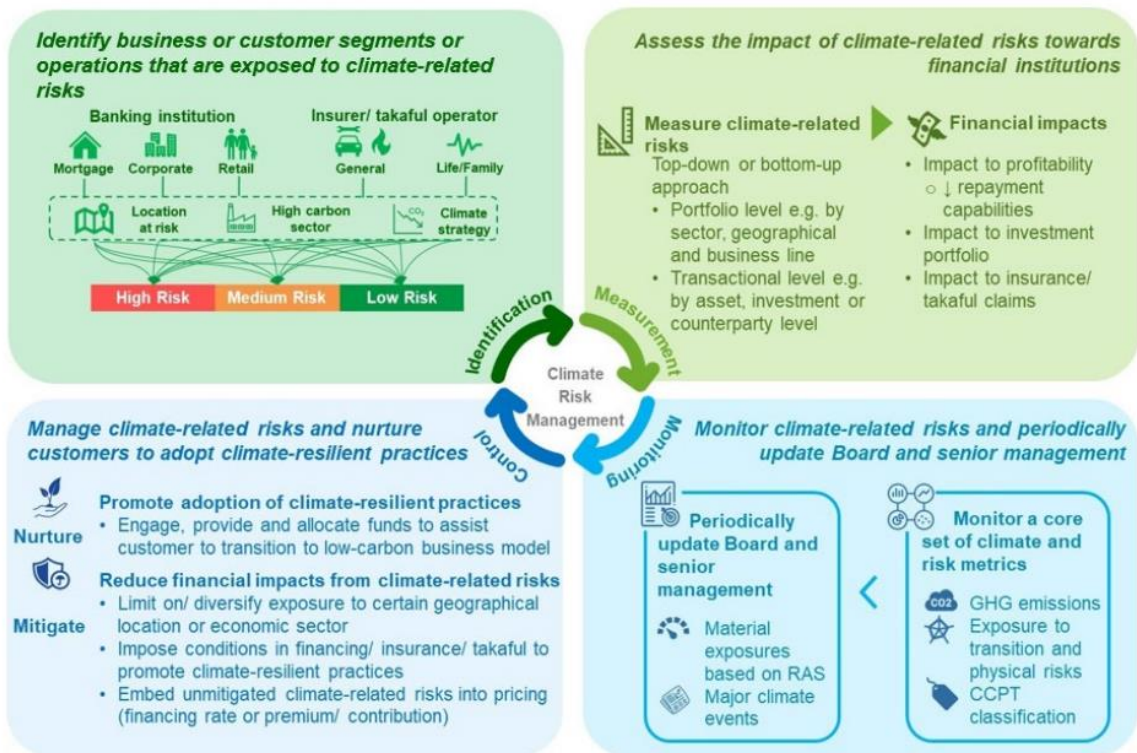 Identify business or customer segments or
operations that are exposed to climate-related
risks
Banking institution
Insurer/ takaful operator
Mortgage
Corporate
Retail
General
Life/Family
Location
at risk
High carbon
sector
CO₂
Climate
strategy
High Risk
Medium Risk
Low Risk
Assess the impact of climate-related risks towards
financial institutions
Measure climate-related
risks
Top-down or bottom-up
approach
• Portfolio level e.g. by
sector, geographical
and business line
• Transactional level e.g.
by asset, investment or
counterparty level
Financial impacts
• Impact to profitability
○ ↓ repayment
capabilities
• Impact to investment
portfolio
• Impact to insurance/
takaful claims
Identification
Measurement
Monitoring
Control
Climate
Risk
Management
Manage climate-related risks and nurture
customers to adopt climate-resilient practices
Nurture
Promote adoption of climate-resilient practices
• Engage, provide and allocate funds to assist
customer to transition to low-carbon business model
Mitigate
Reduce financial impacts from climate-related risks
• Limit on/ diversify exposure to certain geographical
location or economic sector
• Impose conditions in financing/ insurance/ takaful to
promote climate-resilient practices
• Embed unmitigated climate-related risks into pricing
(financing rate or premium/ contribution)
Monitor climate-related risks and periodically
update Board and senior management
Periodically
update Board and
senior
management
Material
exposures
based on RAS
Major climate
events
<
Monitor a core
set of climate and
risk metrics
CO2
GHG emissions
Exposure to
transition and
physical risks
CCPT
classification